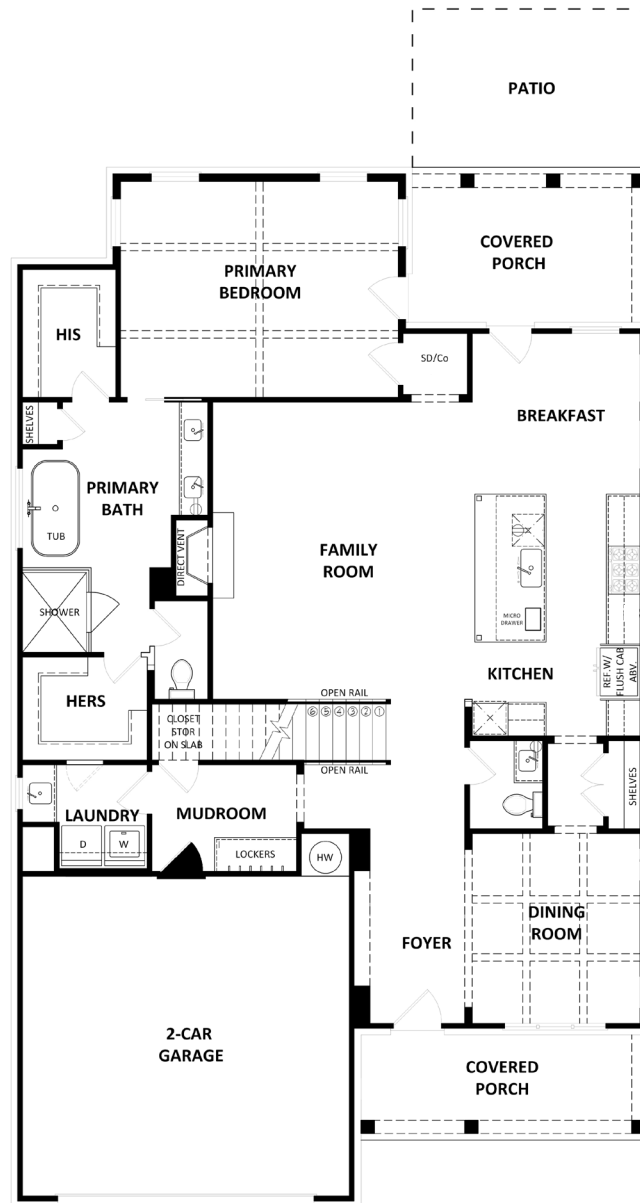 PATIO
COVERED
PORCH
PRIMARY
BEDROOM
HIS
SD/Co
SHELVES
BREAKFAST
PRIMARY
BATH
TUB
DIRECT VENT
FAMILY
ROOM
MICRO
DRAWER
SHOWER
KITCHEN
REF.W/
FLUSH CAB
ABV.
HERS
OPEN RAIL
CLOSET
STOR
ON SLAB
6 5 4 3 2 1
OPEN RAIL
SHELVES
LAUNDRY
MUDROOM
D
W
LOCKERS
HW
DINING
ROOM
FOYER
2-CAR
GARAGE
COVERED
PORCH